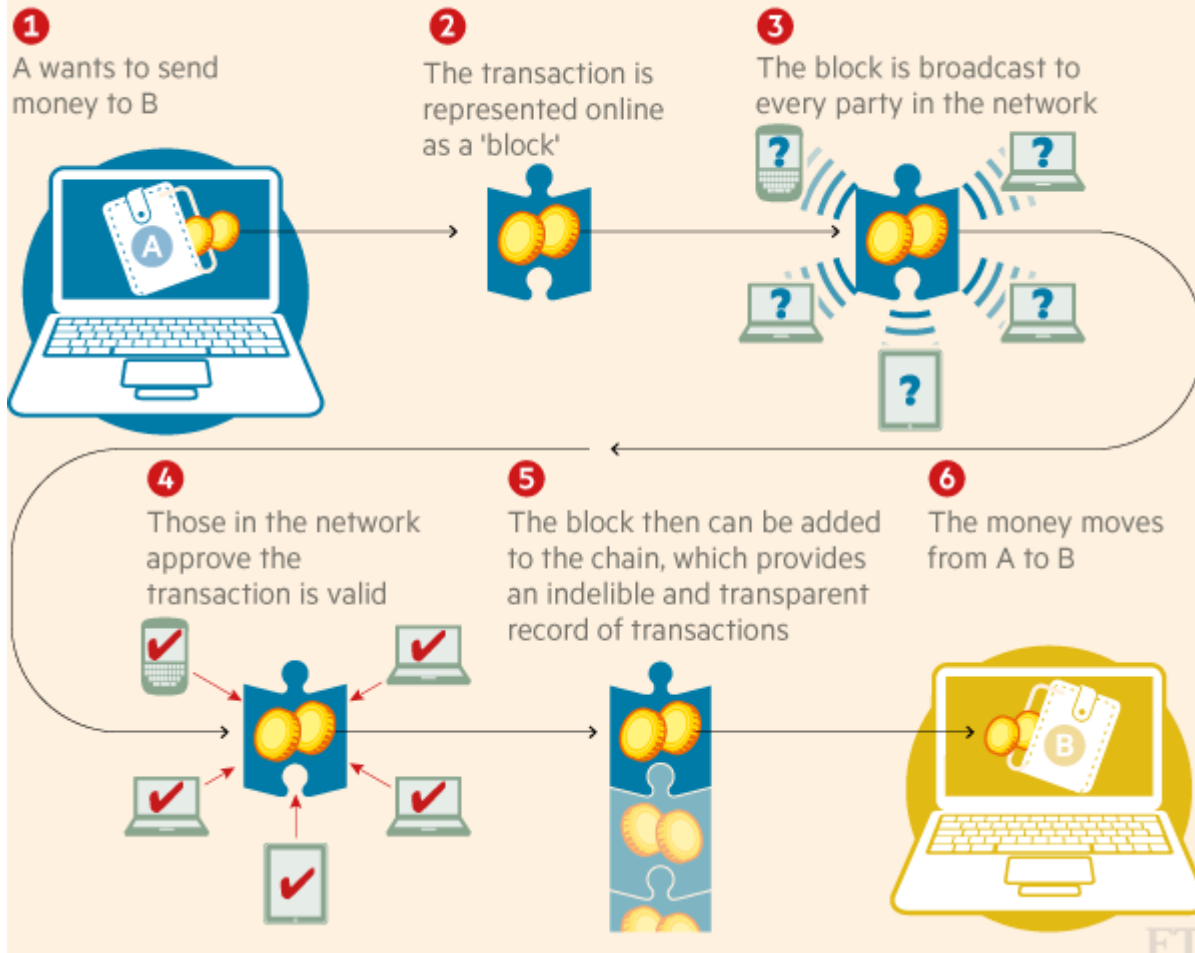 1
A wants to send
money to B
2
The transaction is
represented online
as a 'block'
3
The block is broadcast to
every party in the network
?
?
A
?
?
?
4
Those in the network
approve the
transaction is valid
5
The block then can be added
to the chain, which provides
an indelible and transparent
record of transactions
6
The money moves
from A to B
B
FT